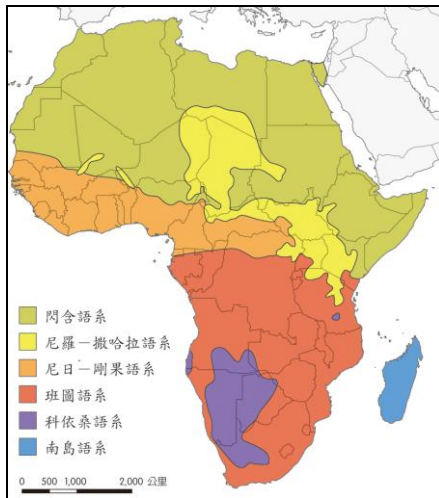 閃含語系
尼羅－撒哈拉語系
尼日－剛果語系
班圖語系
科依桑語系
南島語系
0 500 1,000 2,000 公里